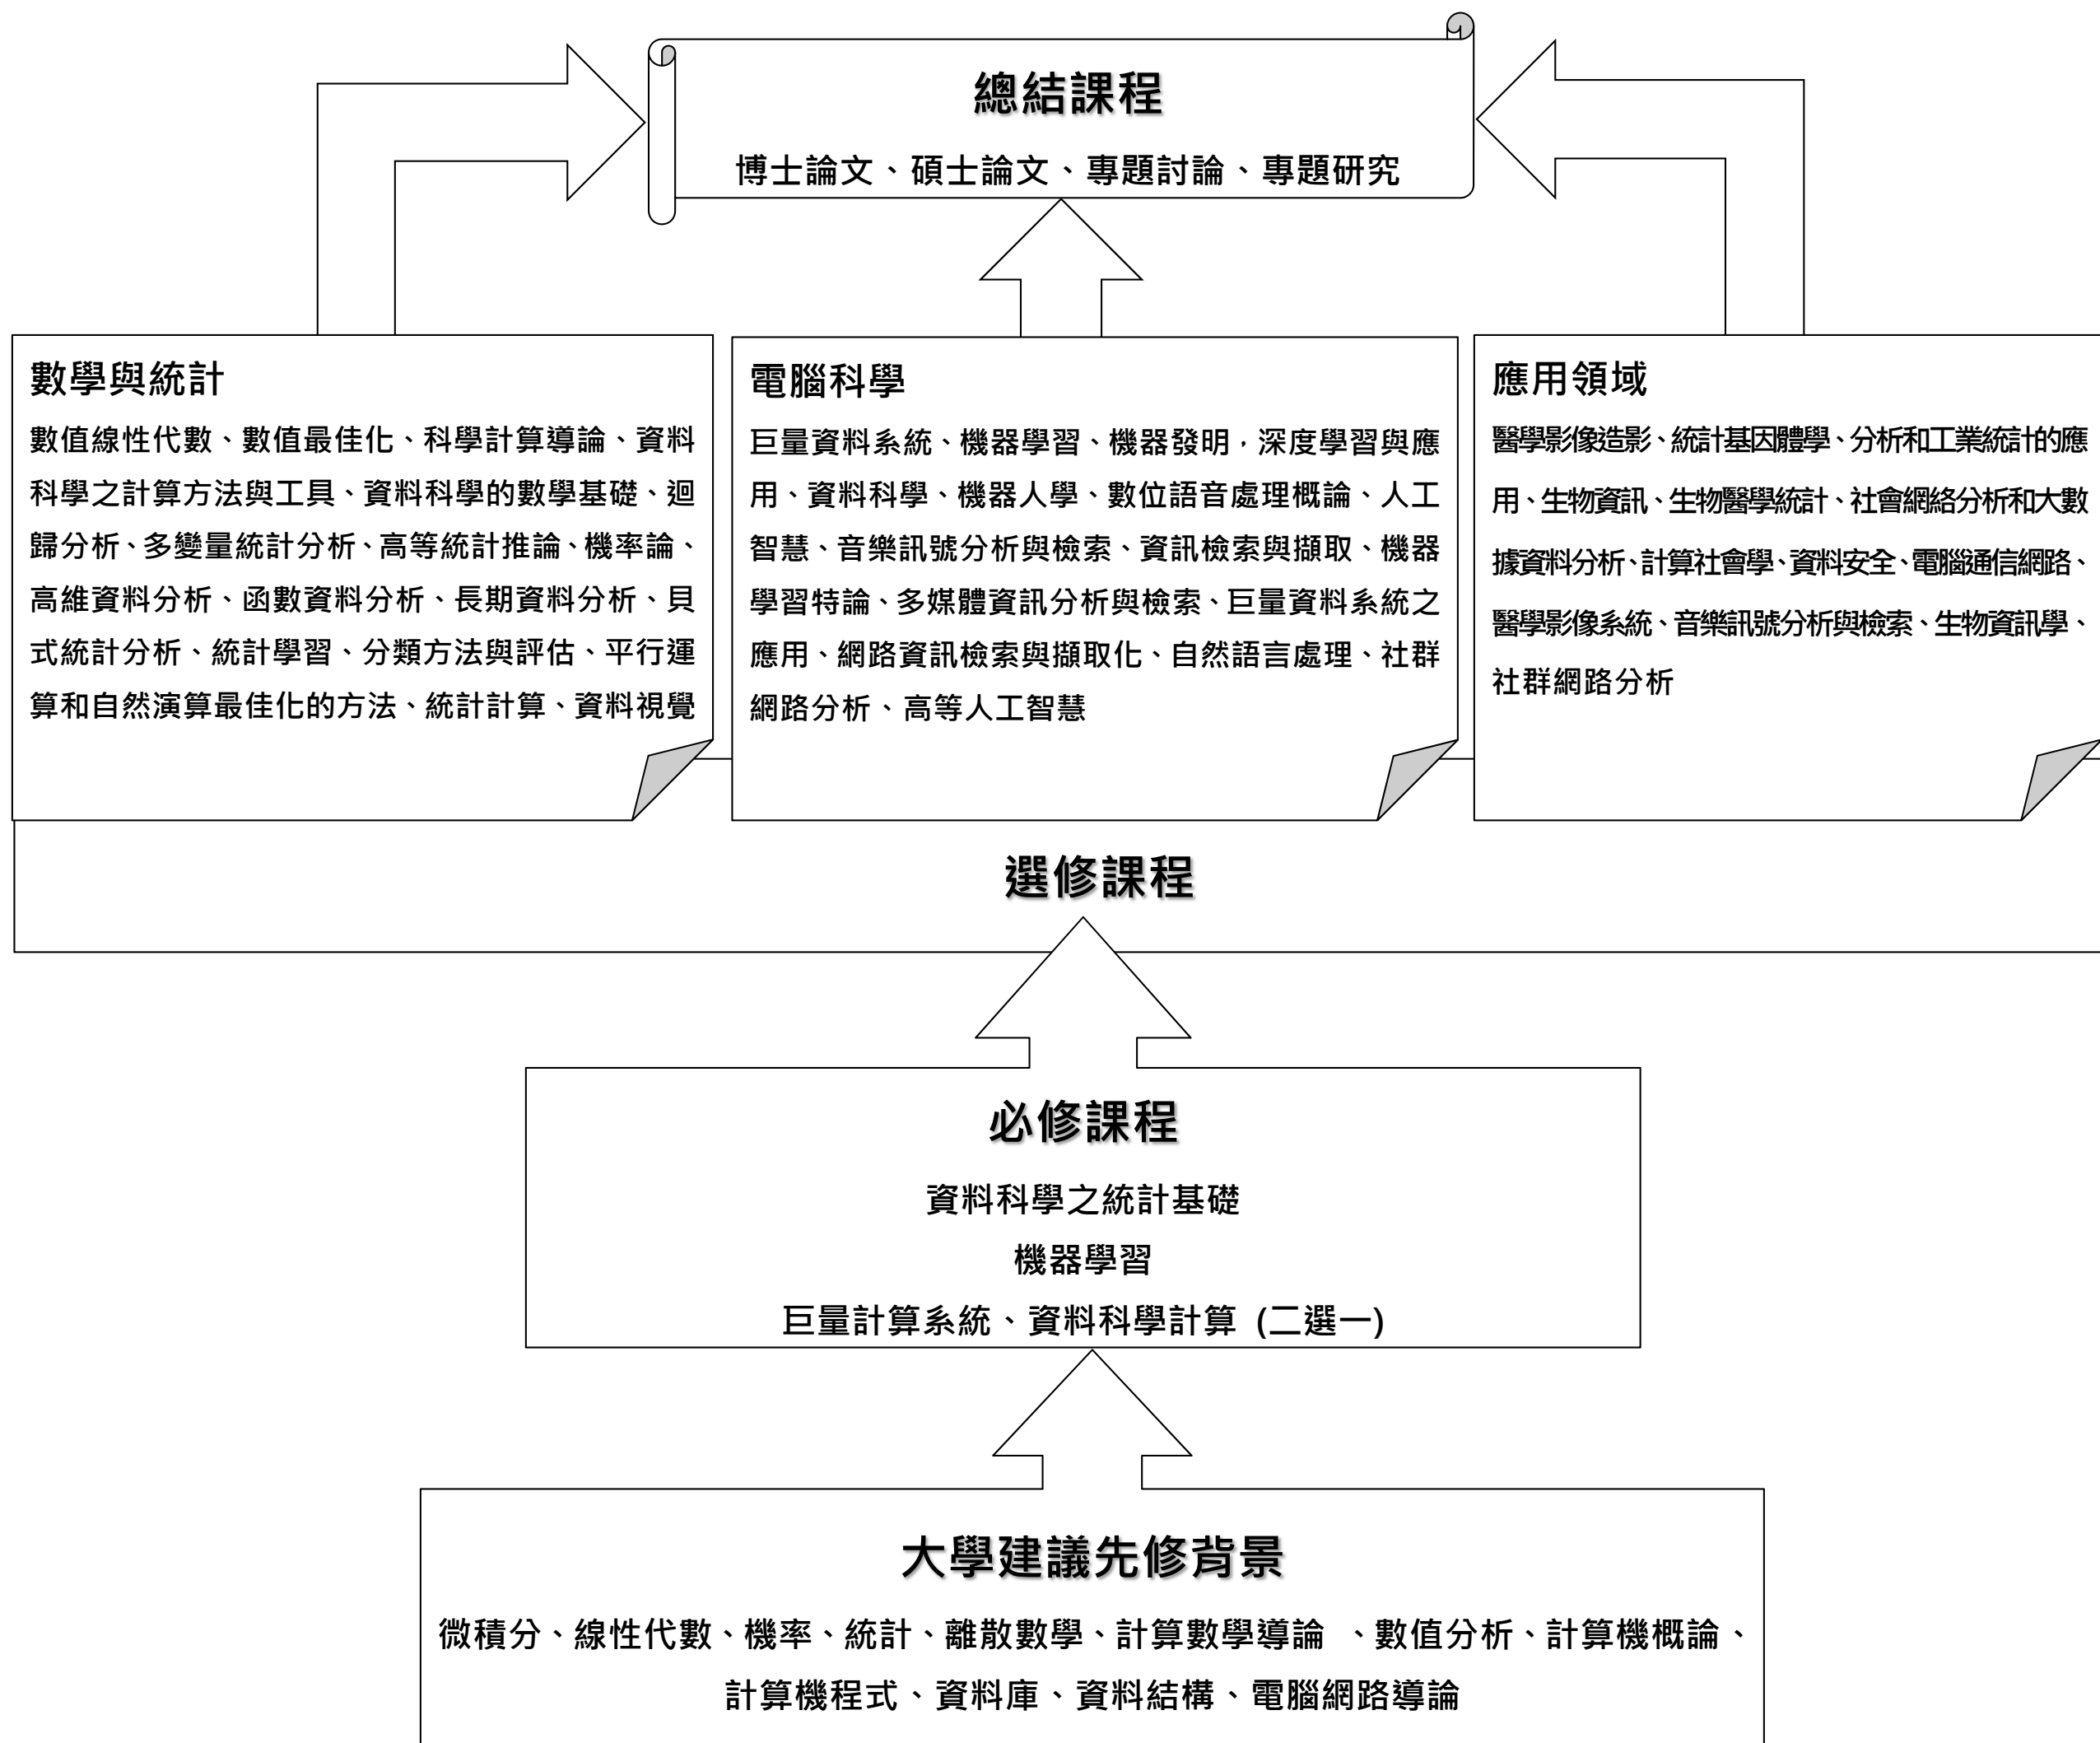 總結課程
博士論文、碩士論文、專題討論、專題研究
數學與統計
數值線性代數、數值最佳化、科學計算導論、資料
科學之計算方法與工具、資料科學的數學基礎、迴
歸分析、多變量統計分析、高等統計推論、機率論、
高維資料分析、函數資料分析、長期資料分析、貝
式統計分析、統計學習、分類方法與評估、平行運
算和自然演算最佳化的方法、統計計算、資料視覺
電腦科學
巨量資料系統、機器學習、機器發明，深度學習與應
用、資料科學、機器人學、數位語音處理概論、人工
智慧、音樂訊號分析與檢索、資訊檢索與擷取、機器
學習特論、多媒體資訊分析與檢索、巨量資料系統之
應用、網路資訊檢索與擷取化、自然語言處理、社群
網路分析、高等人工智慧
應用領域
醫學影像造影、統計基因體學、分析和工業統計的應
用、生物資訊、生物醫學統計、社會網絡分析和大數
據資料分析、計算社會學、資料安全、電腦通信網路、
醫學影像系統、音樂訊號分析與檢索、生物資訊學、
社群網路分析
選修課程
必修課程
資料科學之統計基礎
機器學習
巨量計算系統、資料科學計算 (二選一)
大學建議先修背景
微積分、線性代數、機率、統計、離散數學、計算數學導論 、數值分析、計算機概論、
計算機程式、資料庫、資料結構、電腦網路導論